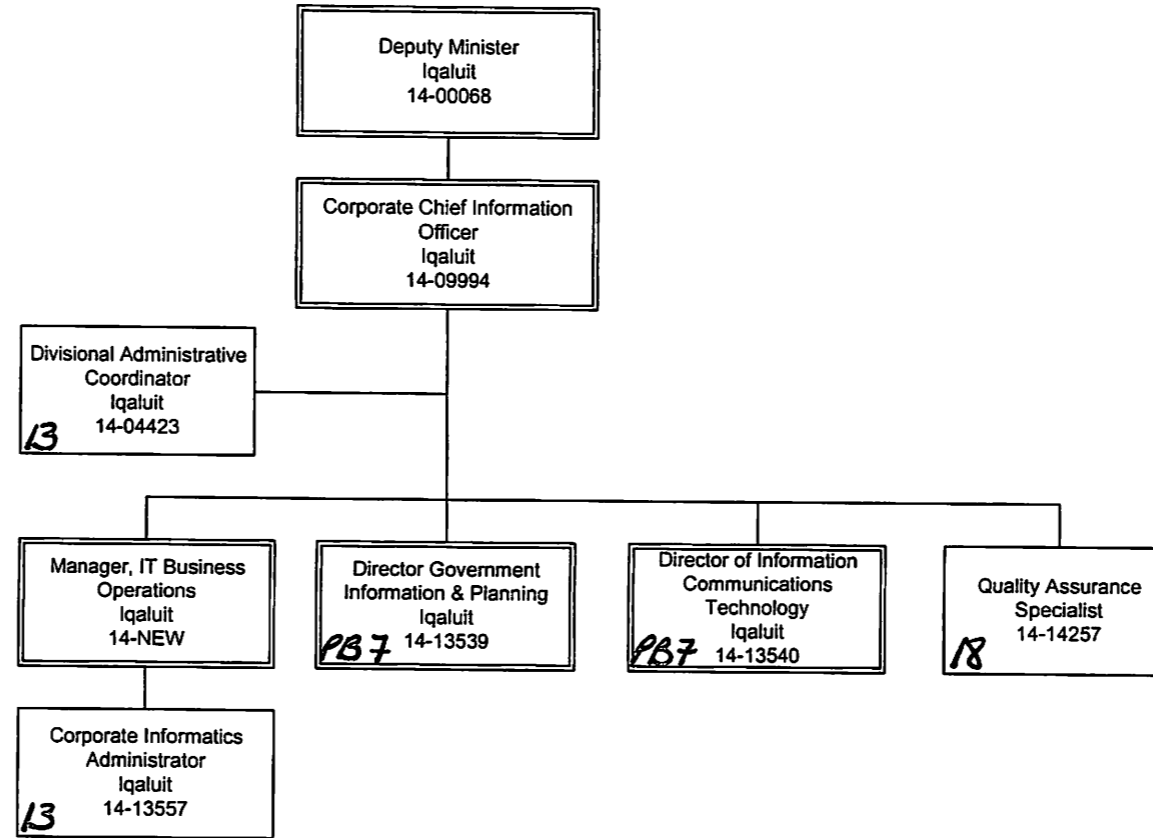 Deputy Minister
Iqaluit
14-00068
Corporate Chief Information
Officer
Iqaluit
14-09994
Divisional Administrative
Coordinator
Iqaluit
14-04423
13
Manager, IT Business
Operations
Iqaluit
14-NEW
Director Government
Information & Planning
Iqaluit
PB7 14-13539
Director of Information
Communications
Technology
Iqaluit
PB7 14-13540
Quality Assurance
Specialist
14-14257
18
Corporate Informatics
Administrator
Iqaluit
14-13557
13